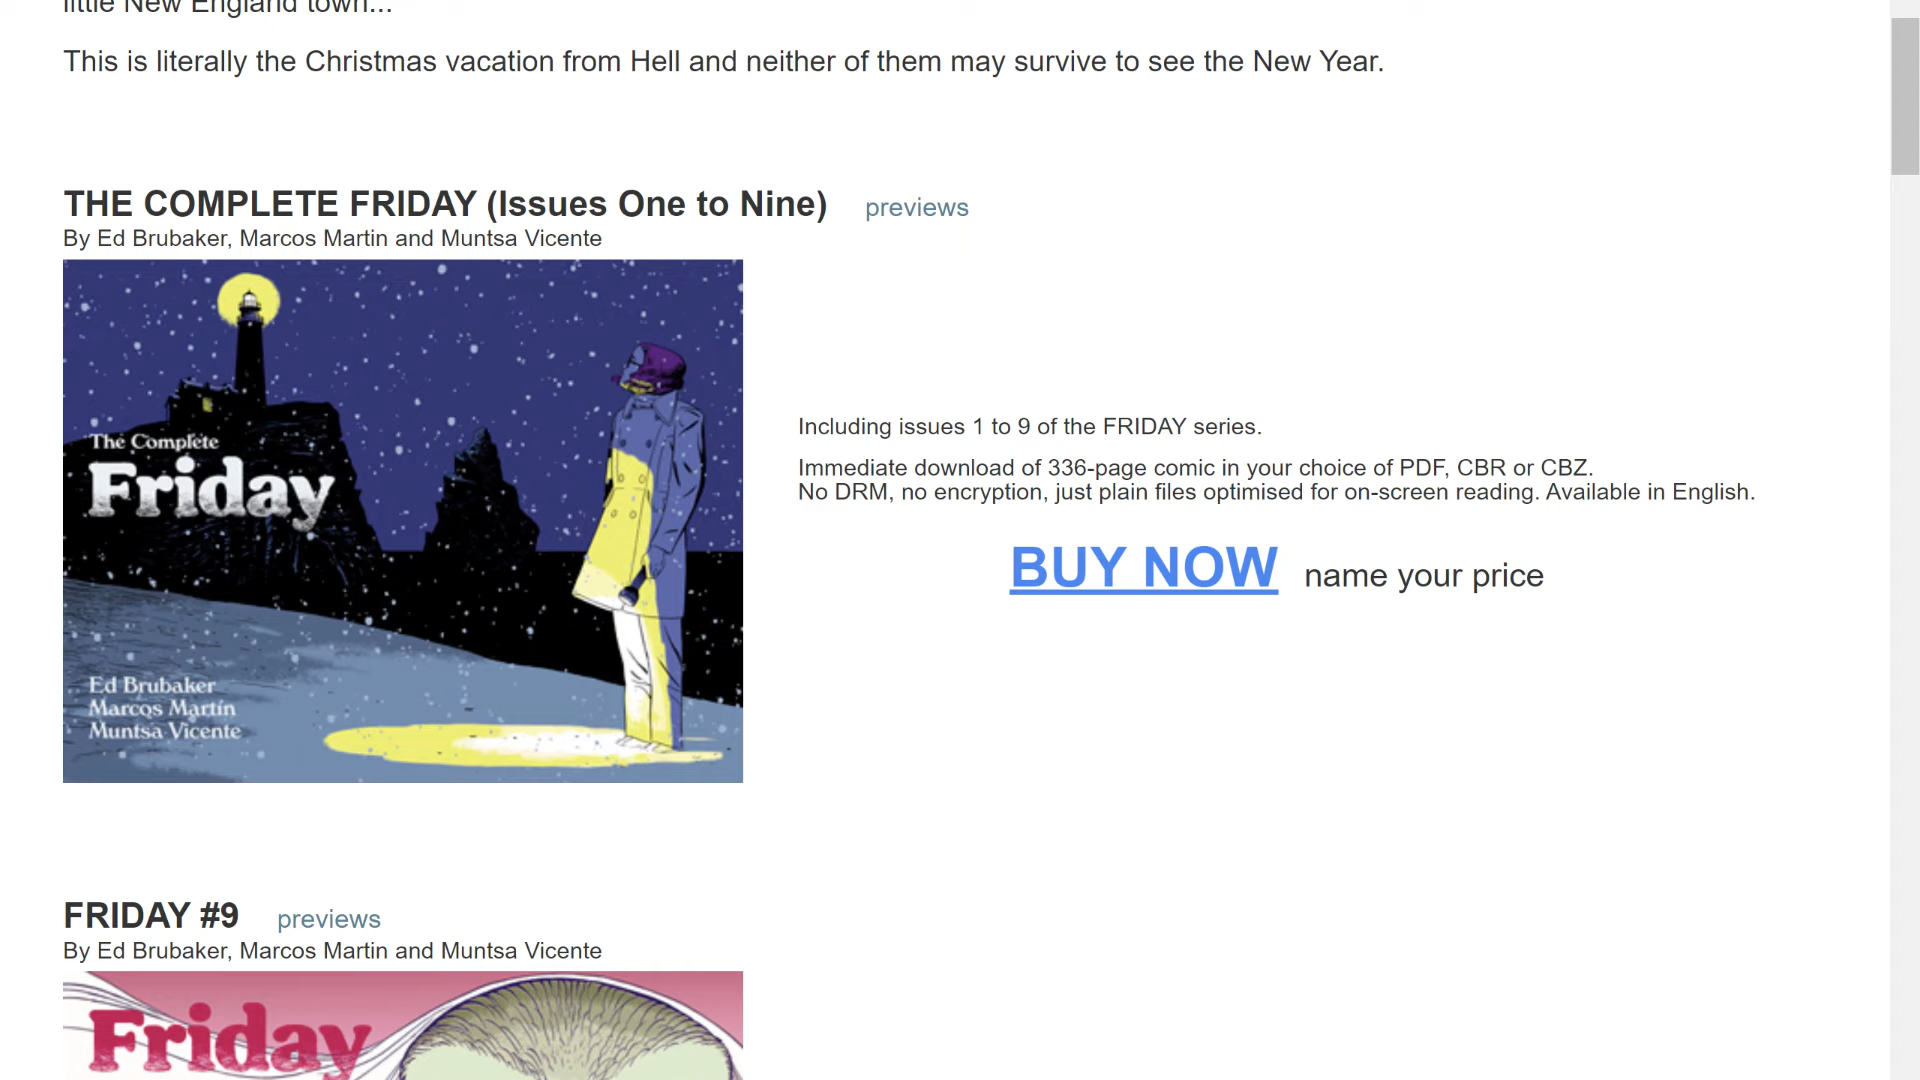 little New England town...
This is literally the Christmas vacation from Hell and neither of them may survive to see the New Year.
THE COMPLETE FRIDAY (Issues One to Nine) previews
By Ed Brubaker, Marcos Martin and Muntsa Vicente
The Complete
Friday
Ed Brubaker
Marcos Martín
Muntsa Vicente
Including issues 1 to 9 of the FRIDAY series.
Immediate download of 336-page comic in your choice of PDF, CBR or CBZ.
No DRM, no encryption, just plain files optimised for on-screen reading. Available in English.
BUY NOW name your price
FRIDAY #9 previews
By Ed Brubaker, Marcos Martin and Muntsa Vicente
Friday